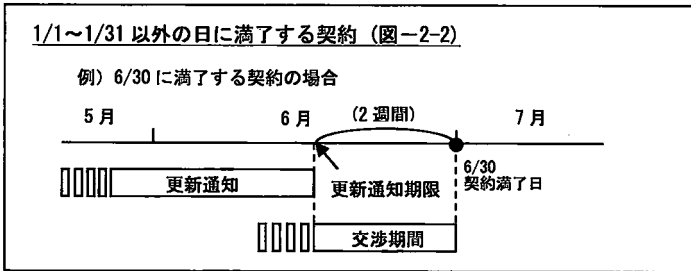 1/1～1/31 以外の日に満了する契約（図－2-2）
例）6/30 に満了する契約の場合
5 月
6 月
(2 週間)
7 月
更新通知
更新通知期限
6/30
契約満了日
交渉期間